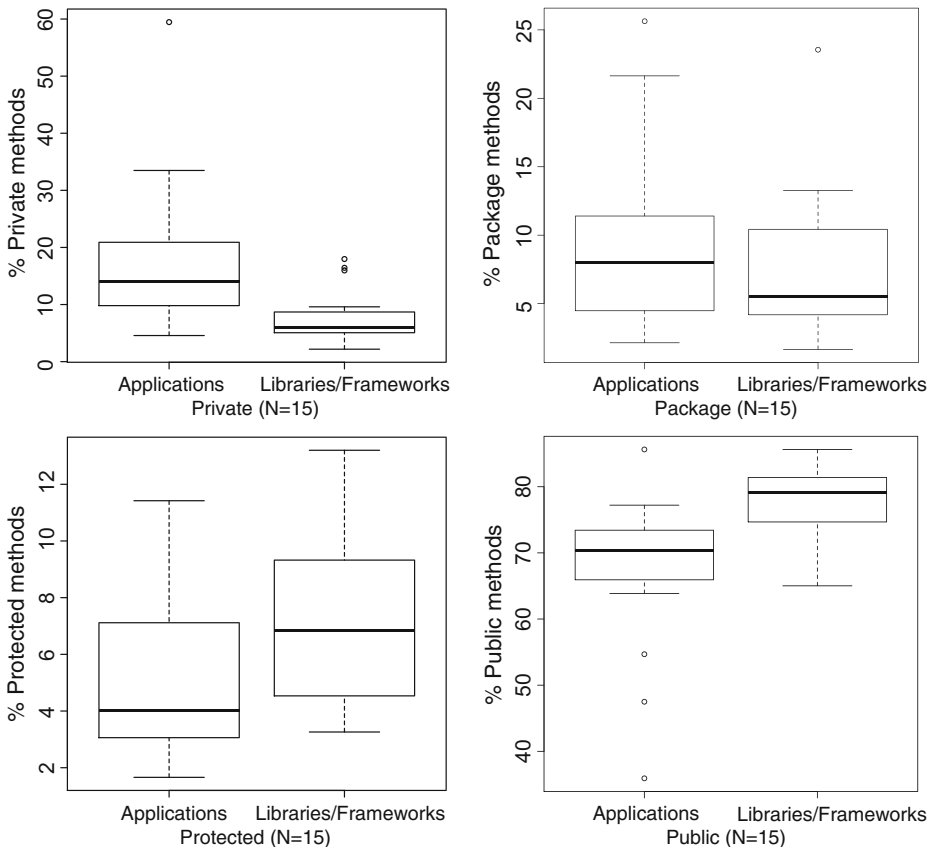 % Private methods
60
50
40
30
20
10
0
Applications Libraries/Frameworks
Private (N=15)
% Package methods
25
20
15
10
5
Applications Libraries/Frameworks
Package (N=15)
% Protected methods
12
10
8
6
4
2
Applications Libraries/Frameworks
Protected (N=15)
% Public methods
80
70
60
50
40
Applications Libraries/Frameworks
Public (N=15)